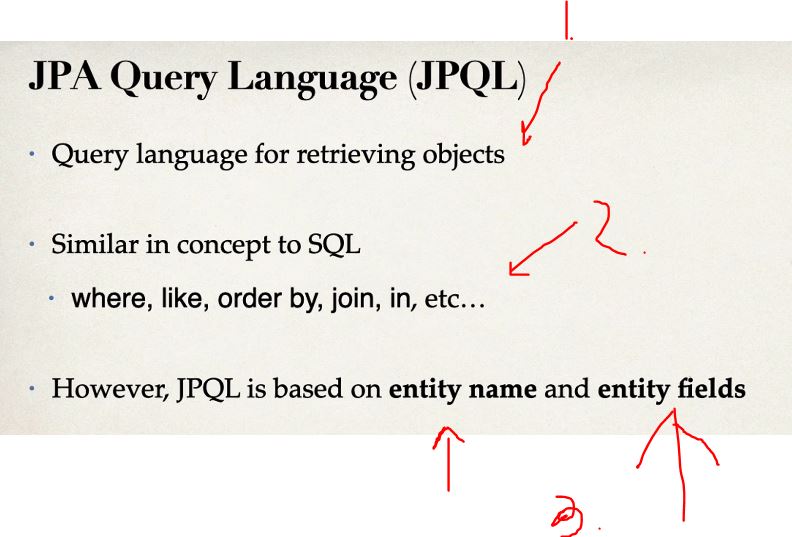 1.
JPA Query Language (JPQL)
• Query language for retrieving objects
2.
• Similar in concept to SQL
• where, like, order by, join, in, etc...
• However, JPQL is based on entity name and entity fields